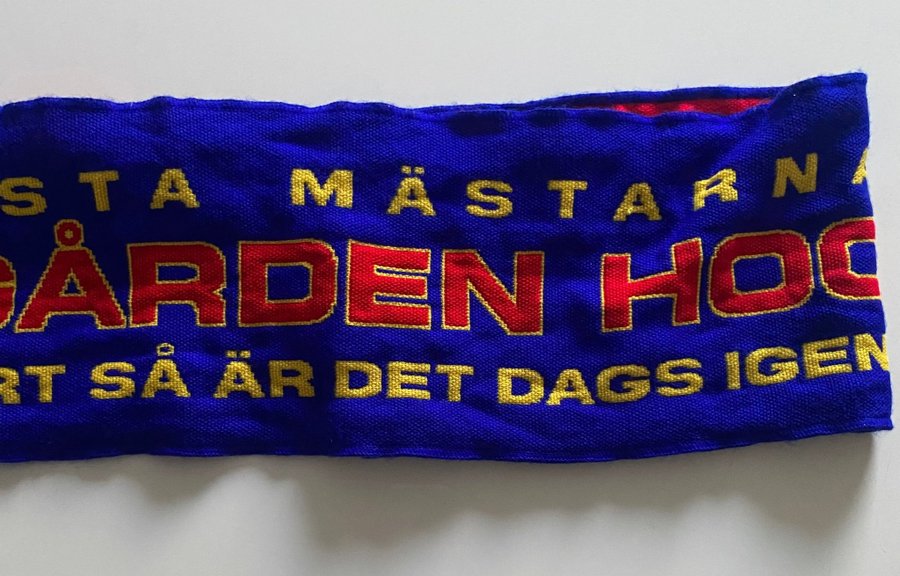 STA MÄSTARNA
GÅRDEN HOC
RT SÅ ÄR DET DAGS IGEN